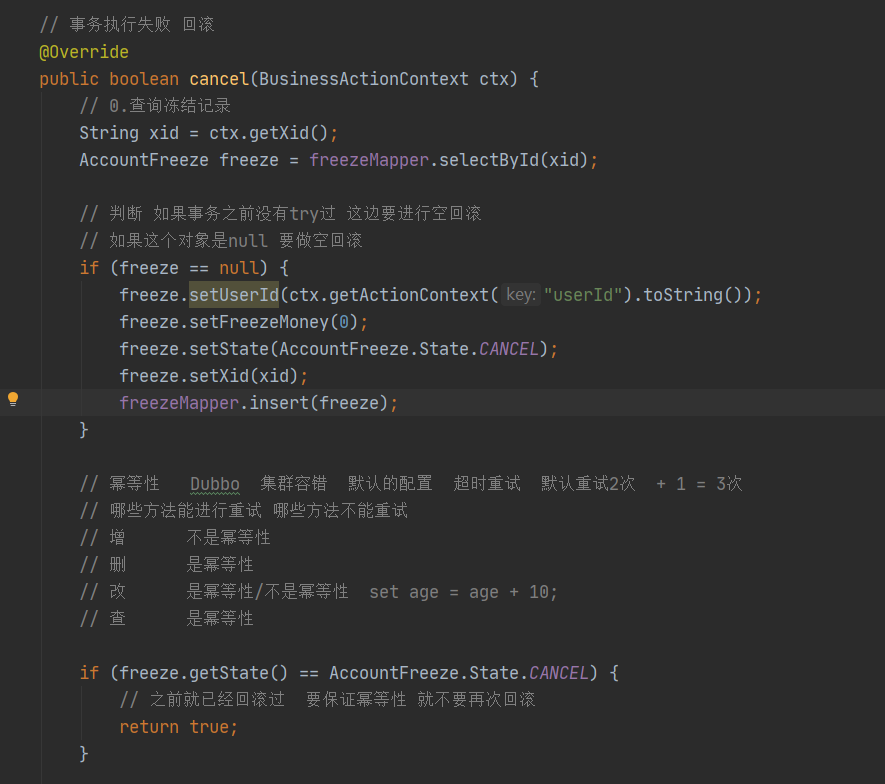 // 事务执行失败 回滚
@Override
public boolean cancel(BusinessActionContext ctx) {
// 0.查询冻结记录
String xid = ctx.getXid();
AccountFreeze freeze = freezeMapper.selectById(xid);
// 判断 如果事务之前没有try过 这边要进行空回滚
// 如果这个对象是null 要做空回滚
if (freeze == null) {
freeze.setUserId(ctx.getActionContext( key: "userId").toString());
freeze.setFreezeMoney(0);
freeze.setState(AccountFreeze.State.CANCEL);
freeze.setXid(xid);
freezeMapper.insert(freeze);
}
// 幂等性 Dubbo 集群容错 默认的配置 超时重试 默认重试2次 + 1 = 3次
// 哪些方法能进行重试 哪些方法不能重试
// 增 不是幂等性
// 删 是幂等性
// 改 是幂等性/不是幂等性 set age = age + 10;
// 查 是幂等性
if (freeze.getState() == AccountFreeze.State.CANCEL) {
// 之前就已经回滚过 要保证幂等性 就不要再次回滚
return true;
}